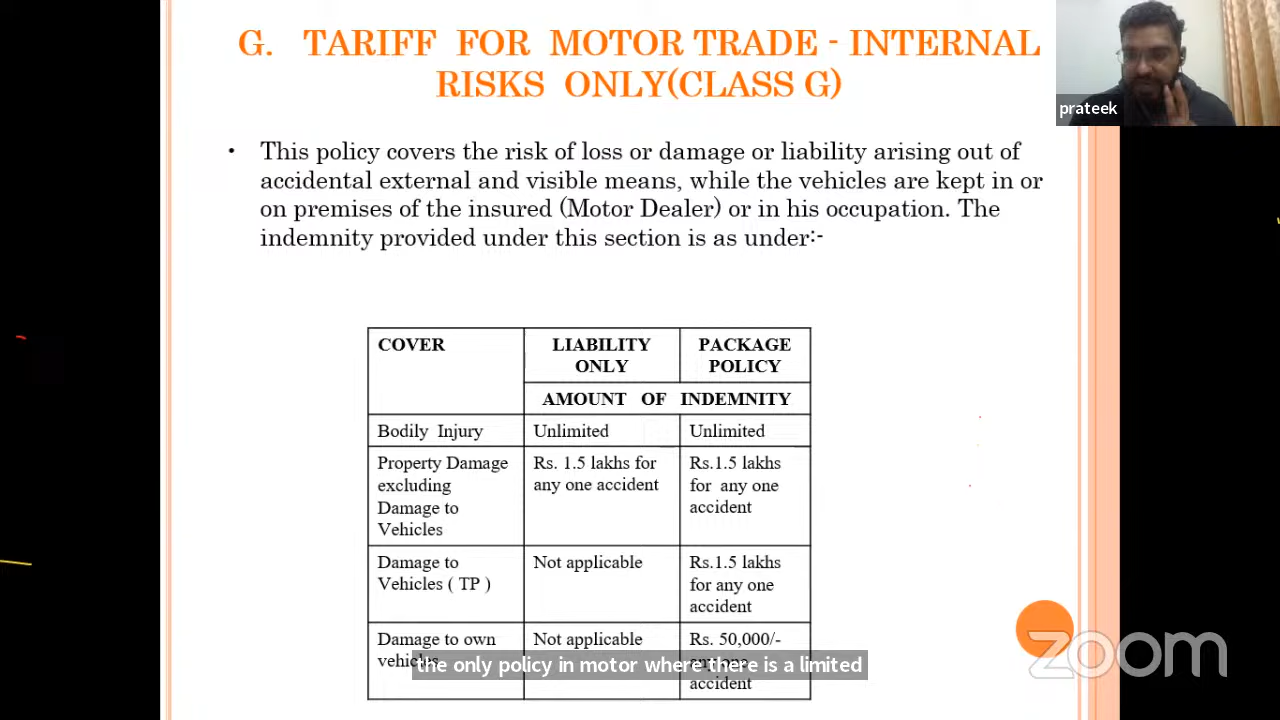 G. TARIFF FOR MOTOR TRADE - INTERNAL
RISKS ONLY(CLASS G)
prateek
• This policy covers the risk of loss or damage or liability arising out of
accidental external and visible means, while the vehicles are kept in or
on premises of the insured (Motor Dealer) or in his occupation. The
indemnity provided under this section is as under:-
COVER
LIABILITY
ONLY
PACKAGE
POLICY
AMOUNT OF INDEMNITY
Bodily Injury
Unlimited
Unlimited
Property Damage
excluding
Damage to
Vehicles
Rs. 1.5 lakhs for
any one accident
Rs.1.5 lakhs
for any one
accident
Damage to
Vehicles ( TP )
Not applicable
Rs.1.5 lakhs
for any one
accident
Damage to own
Not applicable
Rs. 50,000/-
accident
the only policy in motor where there is a limited
zoom